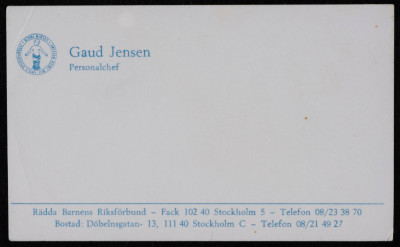 Gaud Jensen
Personalchef
Rädda Barnens Riksförbund – Fack 102 40 Stockholm 5 – Telefon 08/23 38 70
Bostad: Döbelnsgatan- 13, 111 40 Stockholm C – Telefon 08/21 49 27